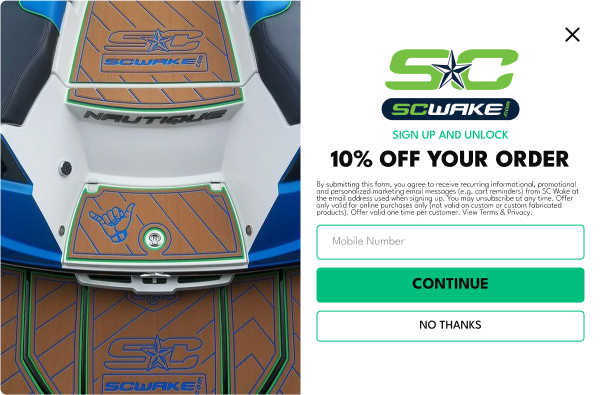 SC
SCWAKE.com
NAUTIQUE
SC
SCWAKE.com
SC
SCWAKE.com
SIGN UP AND UNLOCK
10% OFF YOUR ORDER
By submitting this form, you agree to receive recurring informational, promotional
and personalized marketing email messages (e.g. cart reminders) from SC Wake at
the email address used when signing up. You may unsubscribe at any time. Offer
only valid for online purchases only (not valid on custom or custom fabricated
products). Offer valid one time per customer. View Terms & Privacy.
Mobile Number
CONTINUE
NO THANKS